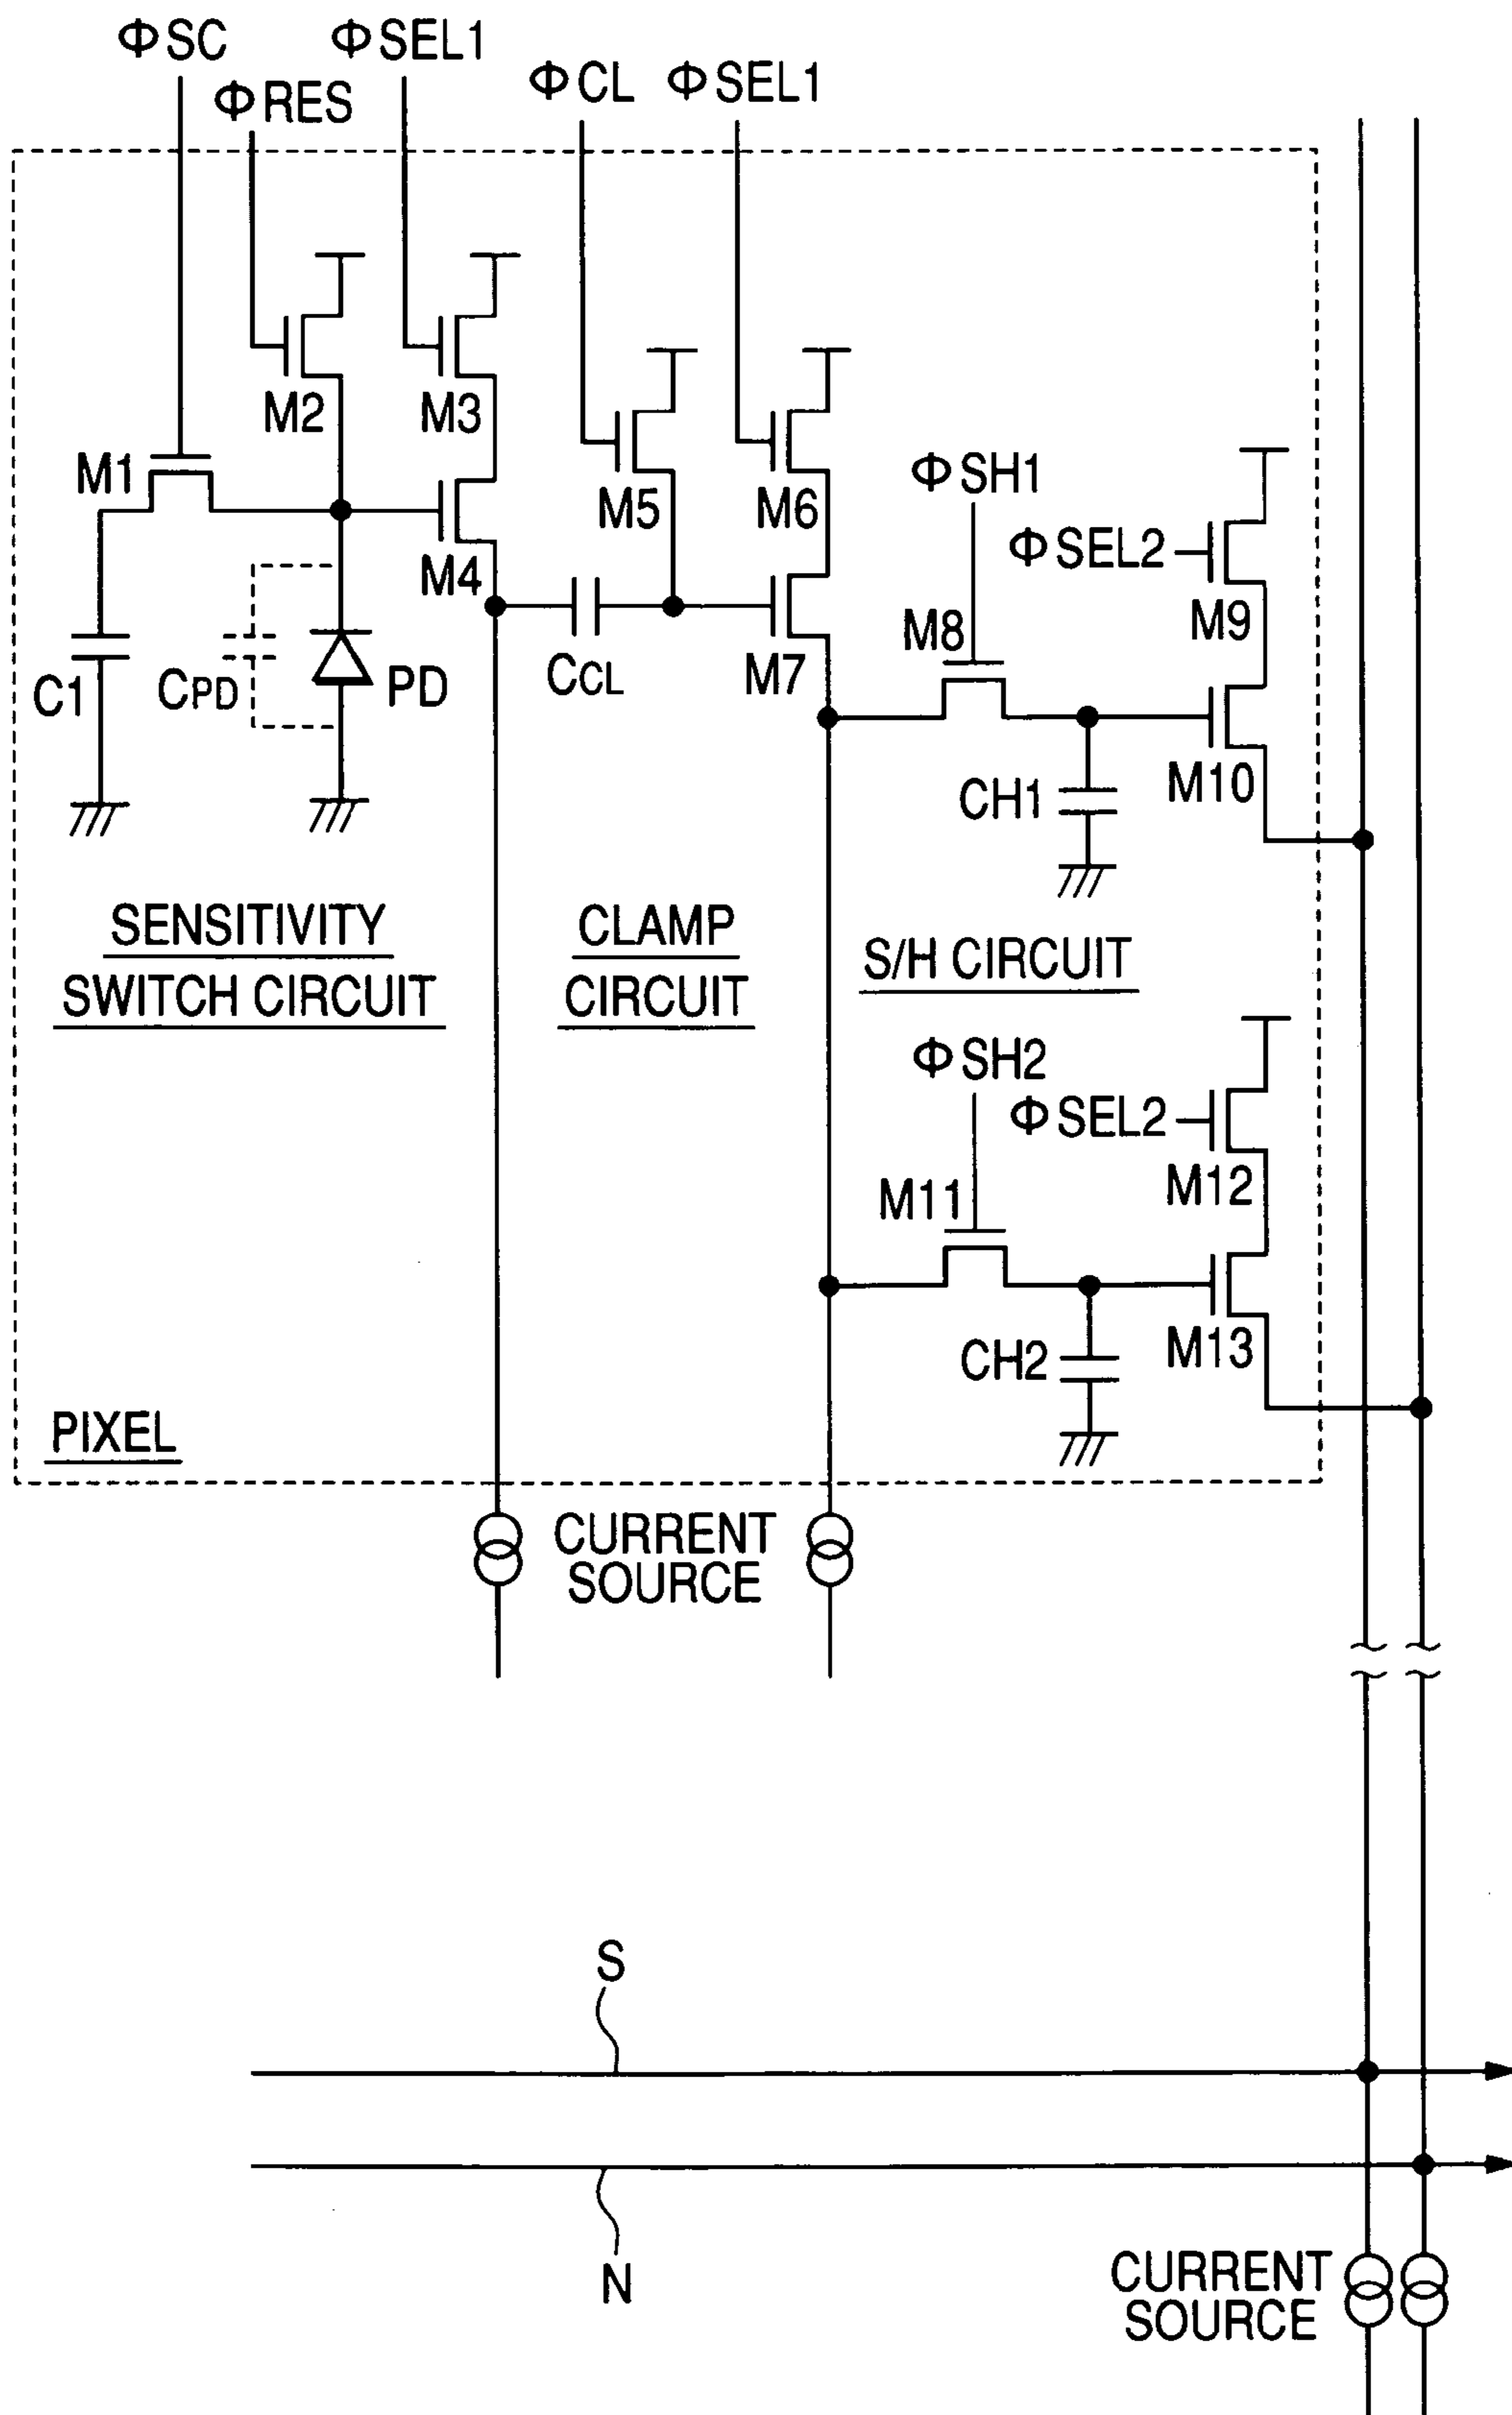 ΦSC
ΦSEL1
ΦRES
ΦCL
ΦSEL1
M2
M3
M1
M5
M6
ΦSH1
ΦSEL2
M4
M9
M8
C1
CPD
PD
CCL
M7
M10
CH1
SENSITIVITY
SWITCH CIRCUIT
CLAMP
CIRCUIT
S/H CIRCUIT
ΦSH2
ΦSEL2
M12
M11
M13
CH2
PIXEL
CURRENT
SOURCE
S
N
CURRENT
SOURCE